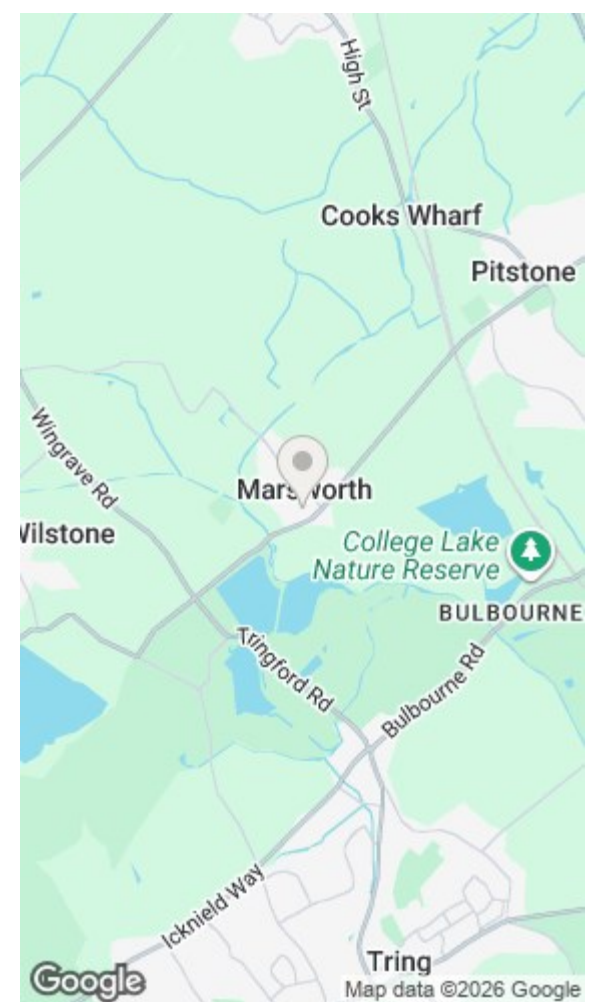 High St
Cooks Wharf
Pitstone
Wingrave Rd
Marsworth
Wilstone
College Lake
Nature Reserve
BULBOURNE
Tringford Rd
Bulbourne Rd
Icknield Way
Tring
Google
Map data ©2026 Google